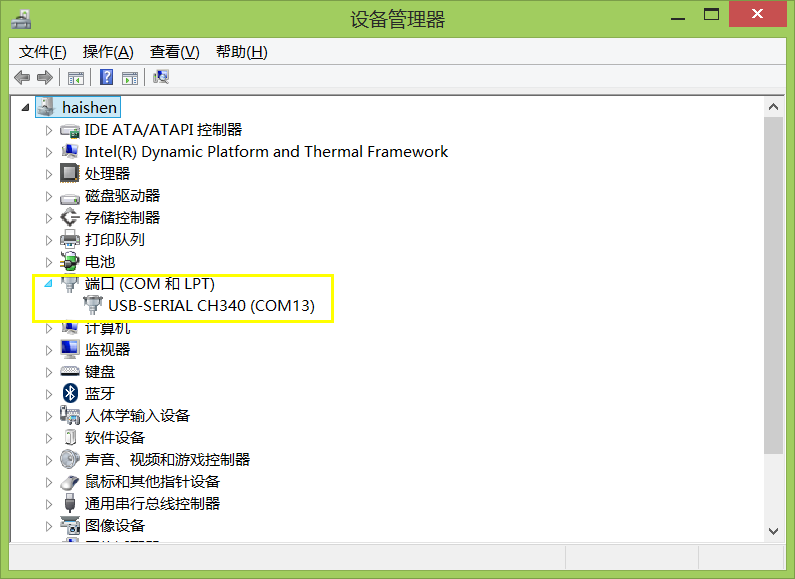 设备管理器
文件(F) 操作(A) 查看(V) 帮助(H)
haishen
IDE ATA/ATAPI 控制器
Intel(R) Dynamic Platform and Thermal Framework
处理器
磁盘驱动器
存储控制器
打印队列
电池
端口 (COM 和 LPT)
USB-SERIAL CH340 (COM13)
计算机
监视器
键盘
蓝牙
人体学输入设备
软件设备
声音、视频和游戏控制器
鼠标和其他指针设备
通用串行总线控制器
图像设备